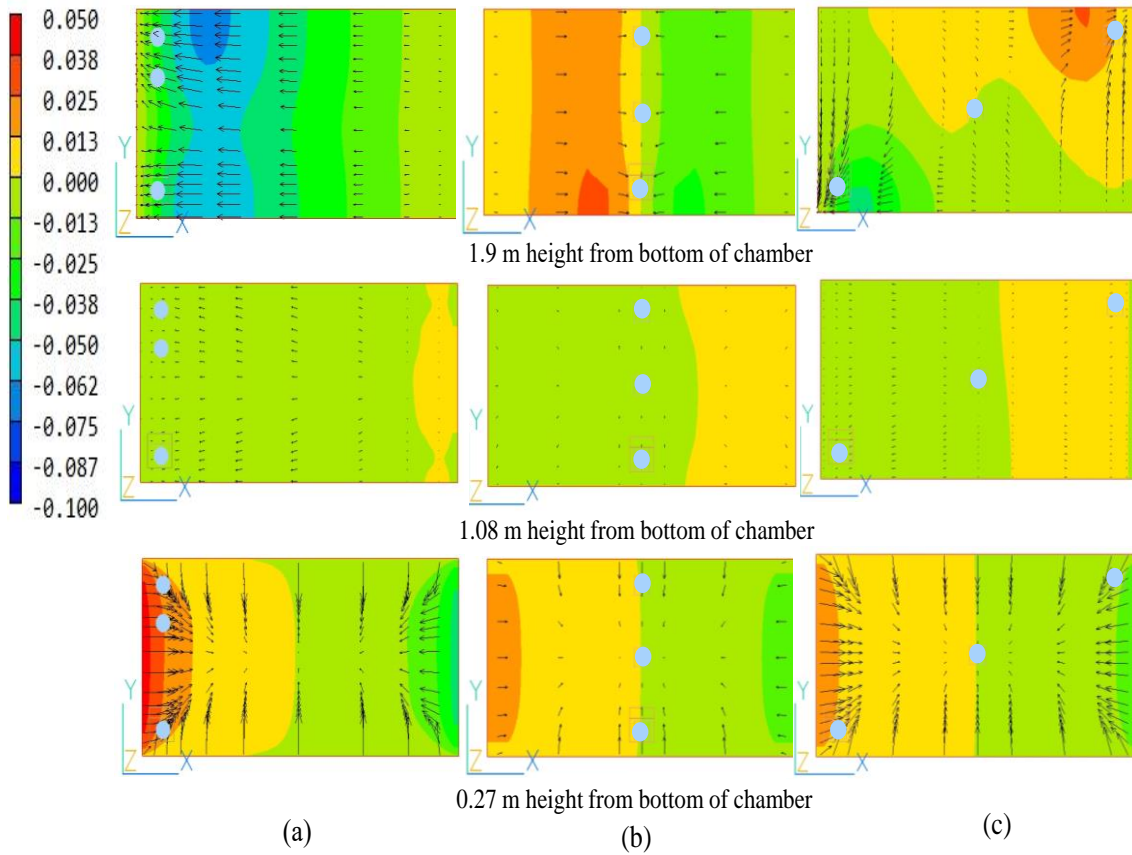 0.050
0.038
0.025
0.013
0.000
-0.013
-0.025
-0.038
-0.050
-0.062
-0.075
-0.087
-0.100
Y
Z X
Y
Z X
Y
Z X
1.9 m height from bottom of chamber
Y
Z X
Y
Z X
Y
Z X
1.08 m height from bottom of chamber
Y
Z X
Y
Z X
Y
Z X
0.27 m height from bottom of chamber
(a) (b) (c)